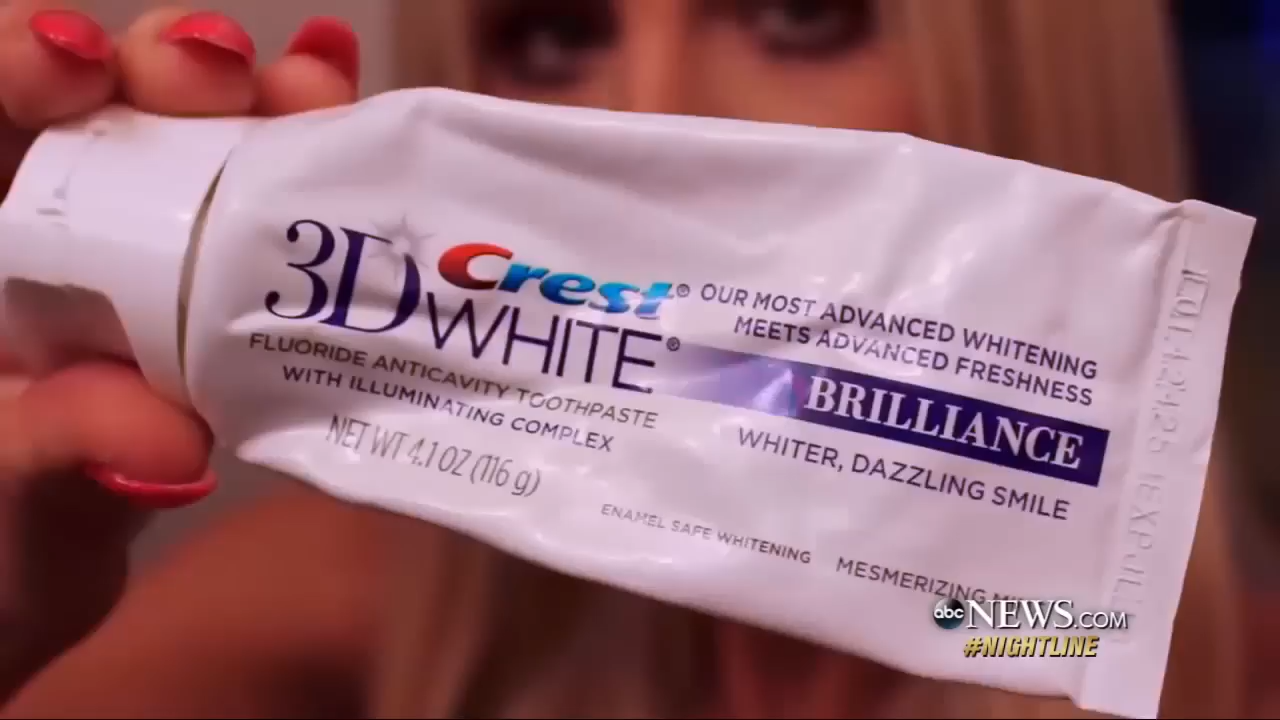 3D Crest®
WHITE®
FLUORIDE ANTICAVITY TOOTHPASTE
WITH ILLUMINATING COMPLEX
NET WT 4.1 OZ (116 g)
OUR MOST ADVANCED WHITENING
MEETS ADVANCED FRESHNESS
BRILLIANCE
WHITER, DAZZLING SMILE
ENAMEL SAFE WHITENING
MESMERIZING
abc NEWS.COM
#NIGHTLINE